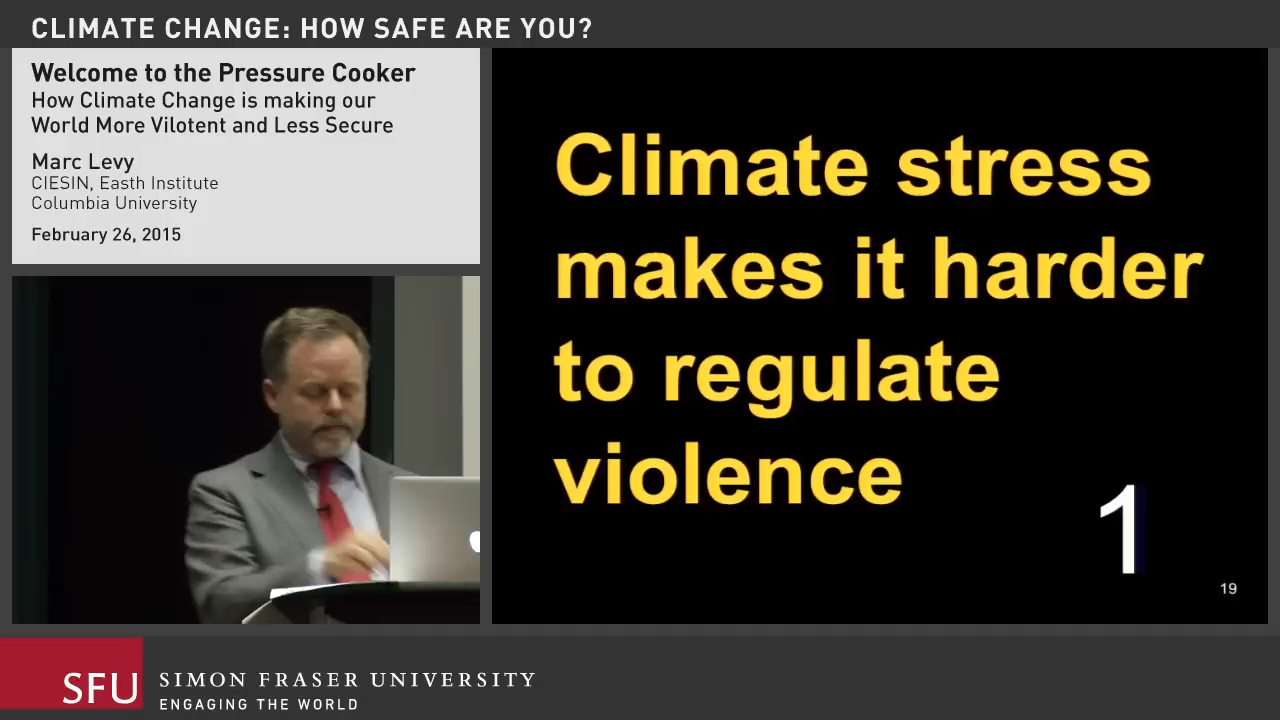 CLIMATE CHANGE: HOW SAFE ARE YOU?
Welcome to the Pressure Cooker
How Climate Change is making our
World More Vilotent and Less Secure
Marc Levy
CIESIN, Easth Institute
Columbia University
February 26, 2015
Climate stress
makes it harder
to regulate
violence
1
19
SFU
SIMON FRASER UNIVERSITY
ENGAGING THE WORLD